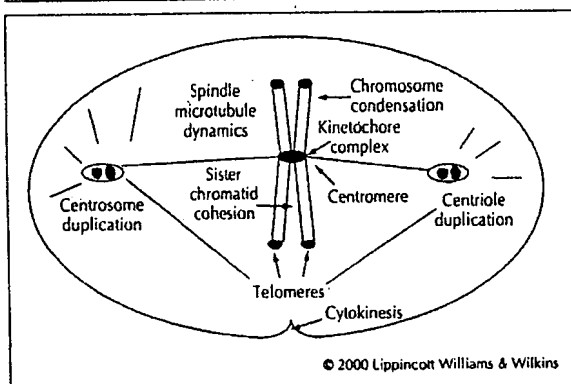 Spindle
microtubule
dynamics
Chromosome
condensation
Kinetochore
complex
Sister
chromatid
cohesion
Centromere
Centrosome
duplication
Centriole
duplication
Telomeres
Cytokinesis
© 2000 Lippincott Williams & Wilkins